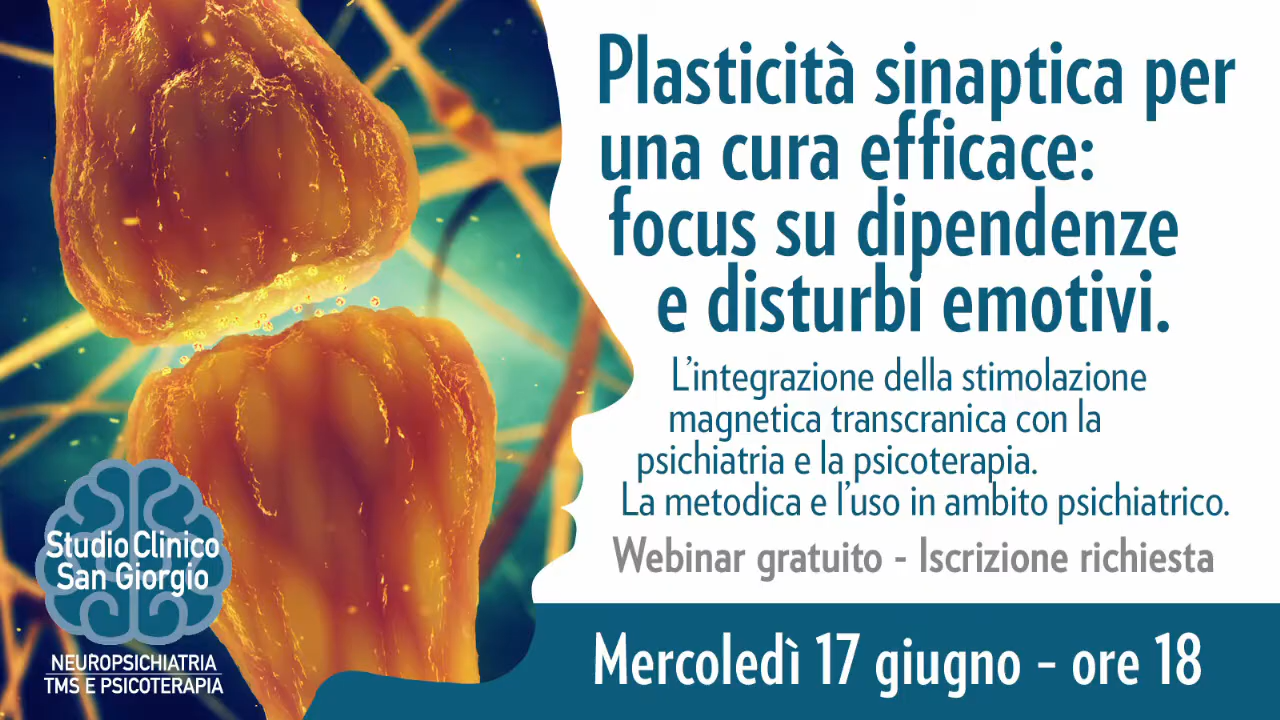 Plasticità sinaptica per
una cura efficace:
focus su dipendenze
e disturbi emotivi.
L'integrazione della stimolazione
magnetica transcranica con la
psichiatria e la psicoterapia.
La metodica e l'uso in ambito psichiatrico.
Webinar gratuito - Iscrizione richiesta
Mercoledì 17 giugno - ore 18
Studio Clinico
San Giorgio
NEUROPSICHIATRIA
TMS E PSICOTERAPIA